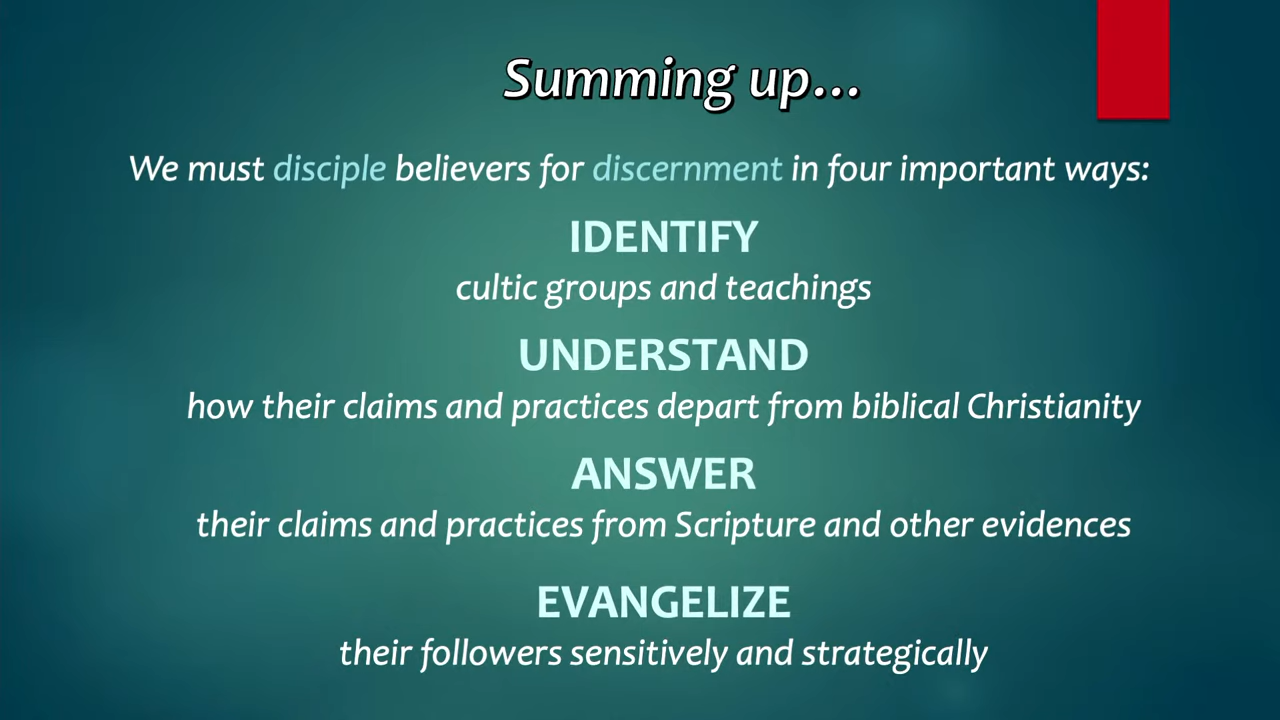 Summing up...
We must disciple believers for discernment in four important ways:
IDENTIFY
cultic groups and teachings
UNDERSTAND
how their claims and practices depart from biblical Christianity
ANSWER
their claims and practices from Scripture and other evidences
EVANGELIZE
their followers sensitively and strategically